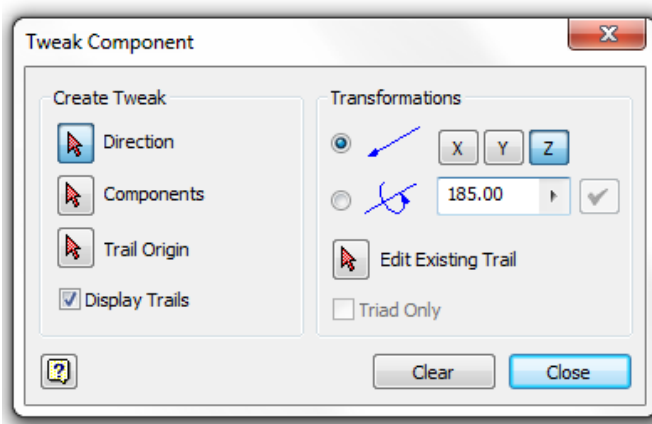 Tweak Component
Create Tweak
Direction
Components
Trail Origin
Display Trails
Transformations
X Y Z
185.00
Edit Existing Trail
Triad Only
?
Clear
Close